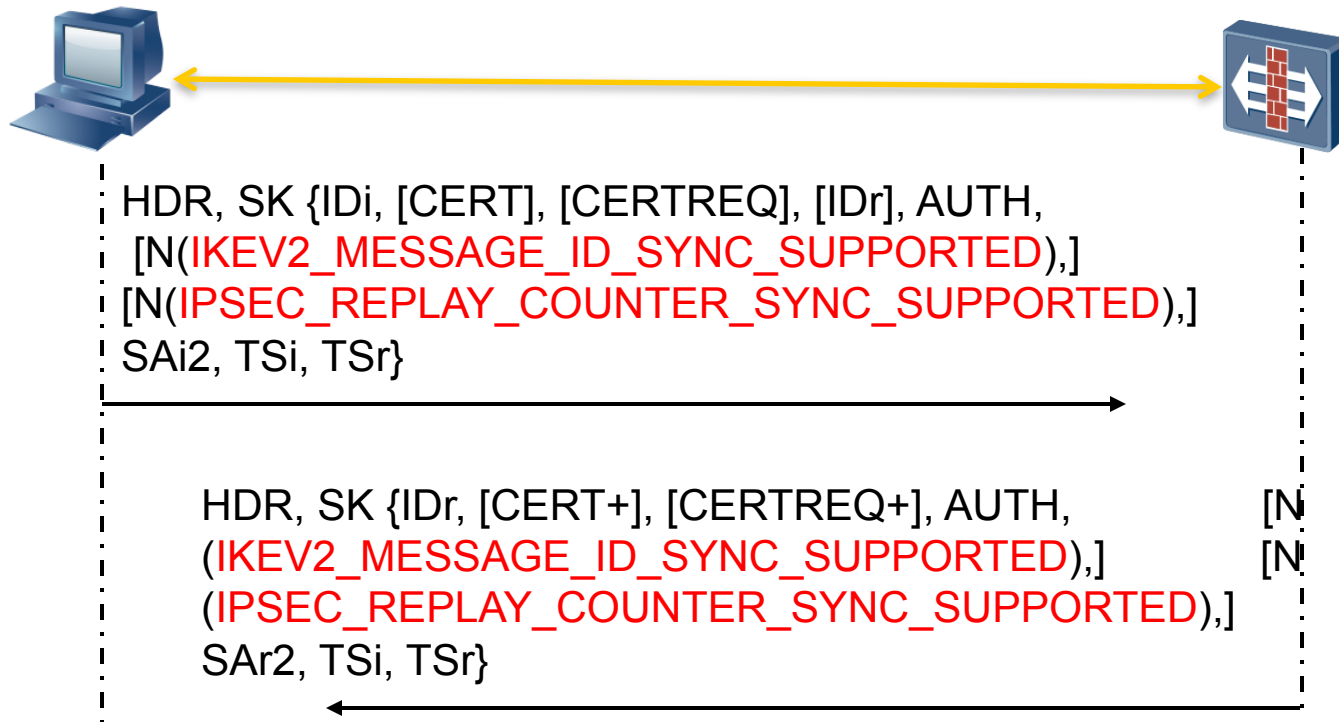 HDR, SK {IDi, [CERT], [CERTREQ], [IDr], AUTH,
[N(IKEV2_MESSAGE_ID_SYNC_SUPPORTED),]
[N(IPSEC_REPLAY_COUNTER_SYNC_SUPPORTED),]
SAi2, TSi, TSr}
HDR, SK {IDr, [CERT+], [CERTREQ+], AUTH, [N
(IKEV2_MESSAGE_ID_SYNC_SUPPORTED),] [N
(IPSEC_REPLAY_COUNTER_SYNC_SUPPORTED),]
SAr2, TSi, TSr}